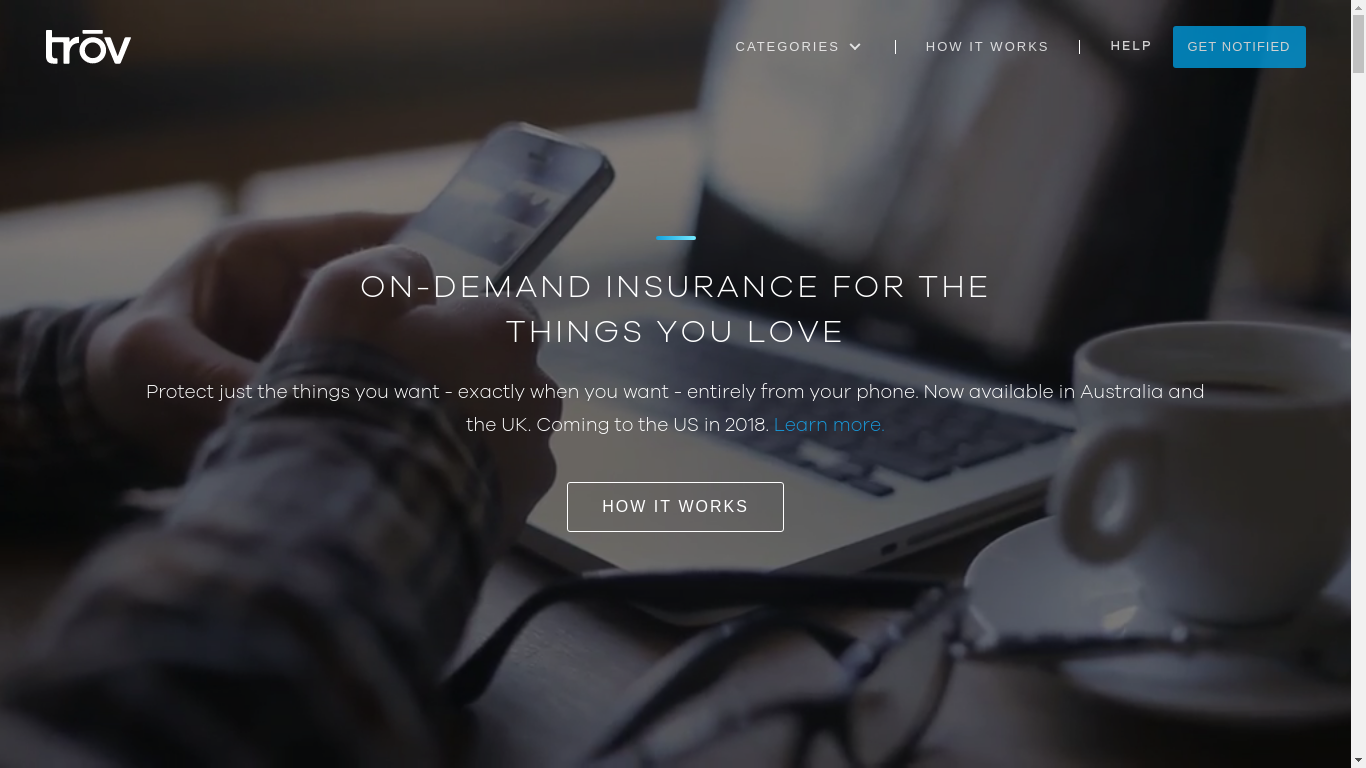 trōv
CATEGORIES
HOW IT WORKS
HELP
GET NOTIFIED
ON-DEMAND INSURANCE FOR THE
THINGS YOU LOVE
Protect just the things you want - exactly when you want - entirely from your phone. Now available in Australia and
the UK. Coming to the US in 2018. Learn more.
HOW IT WORKS